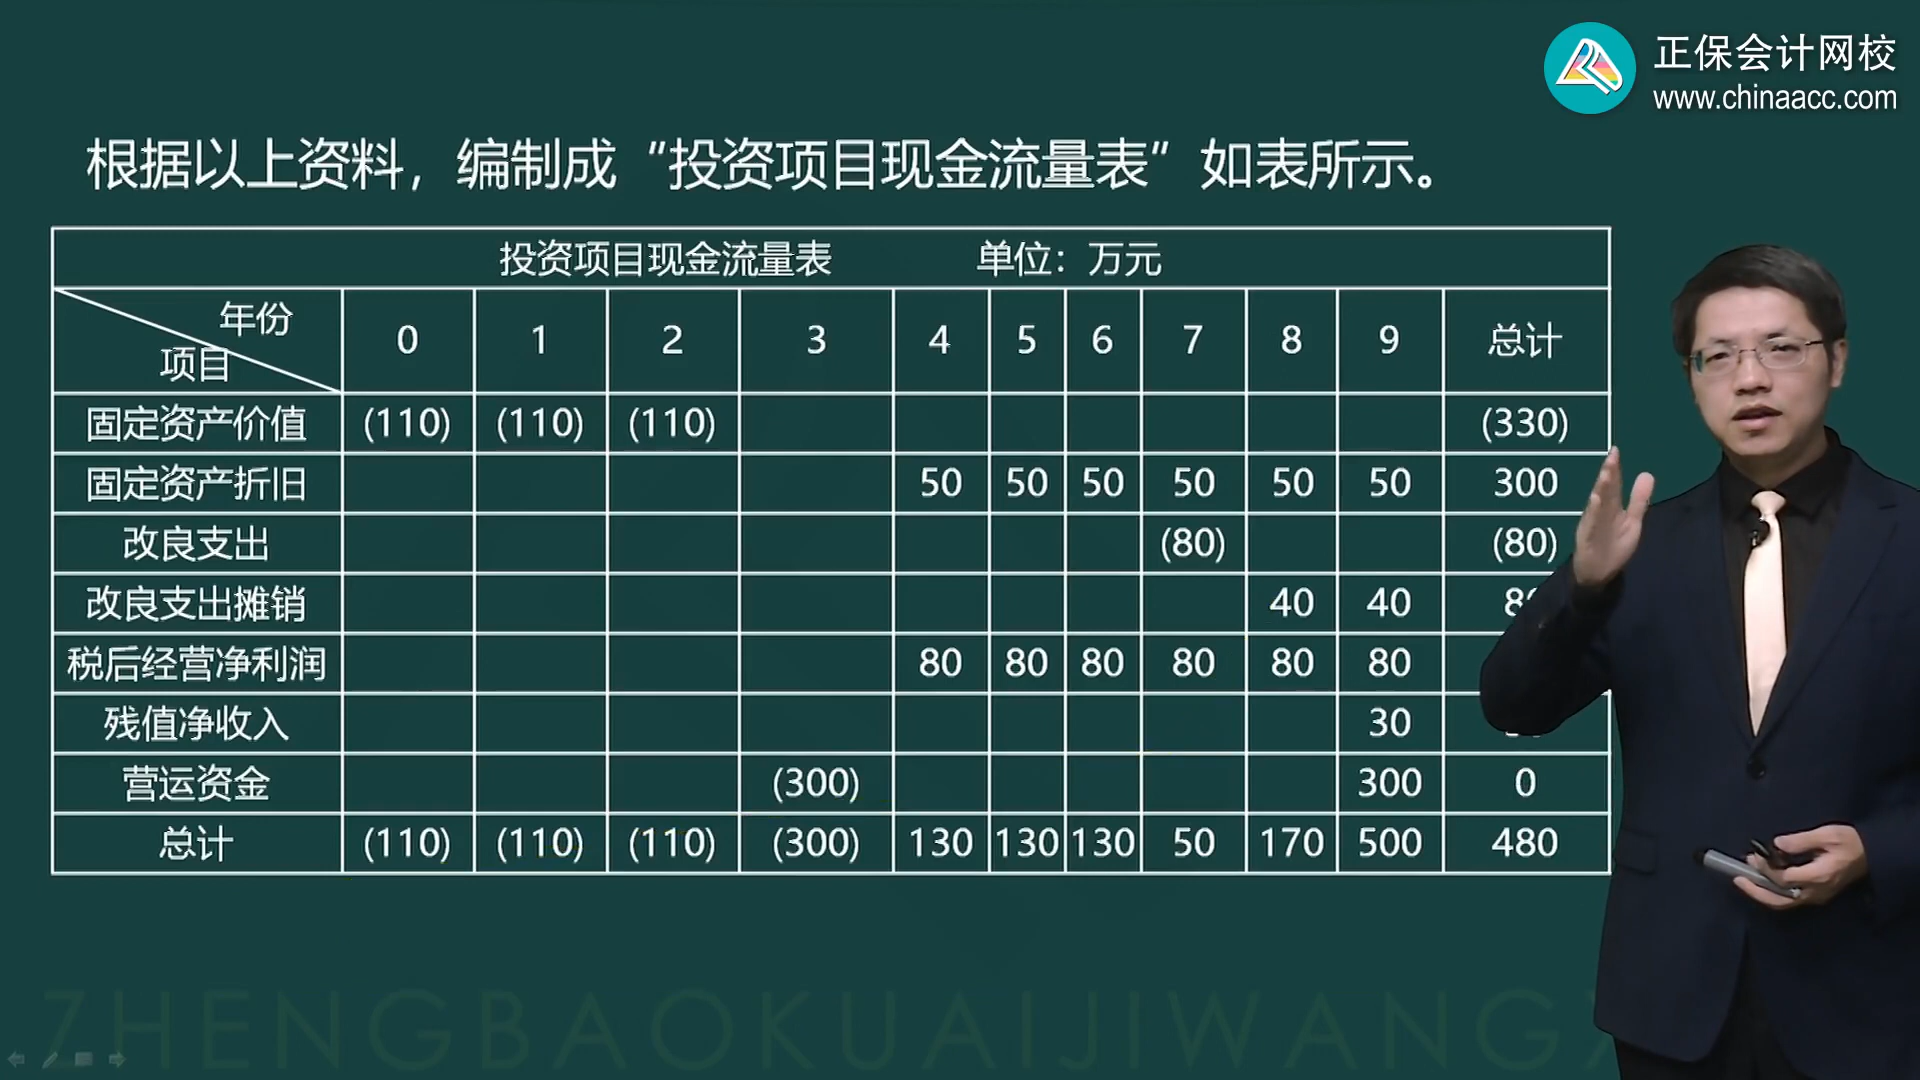 正保会计网校
www.chinaacc.com
根据以上资料，编制成“投资项目现金流量表”如表所示。
投资项目现金流量表 单位：万元
年份
项目 0 1 2 3 4 5 6 7 8 9 总计
固定资产价值 (110) (110) (110) (330)
固定资产折旧 50 50 50 50 50 50 300
改良支出 (80) (80)
改良支出摊销 40 40
税后经营净利润 80 80 80 80 80 80
残值净收入 30
营运资金 (300) 300 0
总计 (110) (110) (110) (300) 130 130 130 50 170 500 480
ZHENGBAOKUAIJIWANG